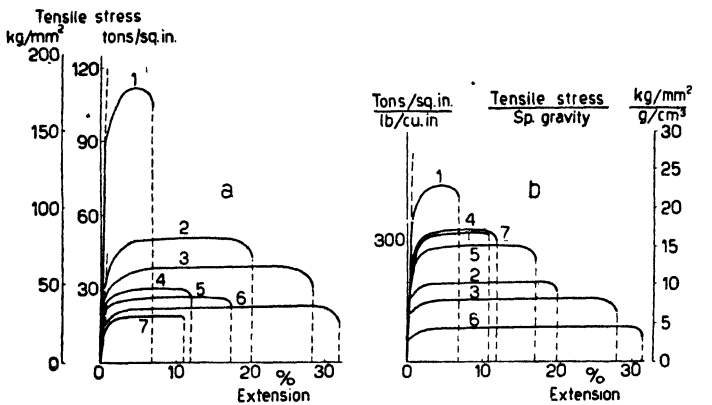 Tensile stress
kg/mm² tons/sq.in.
200
120
150
90
100
60
50
30
0
0
1
a
2
3
4
5
6
7
0 10 20 30
%
Extension
Tons/sq.in.
lb/cu.in
Tensile stress
Sp. gravity
kg/mm²
g/cm³
30
25
20
300
15
10
5
0
1
b
4
7
5
2
3
6
0 10 20 30
%
Extension